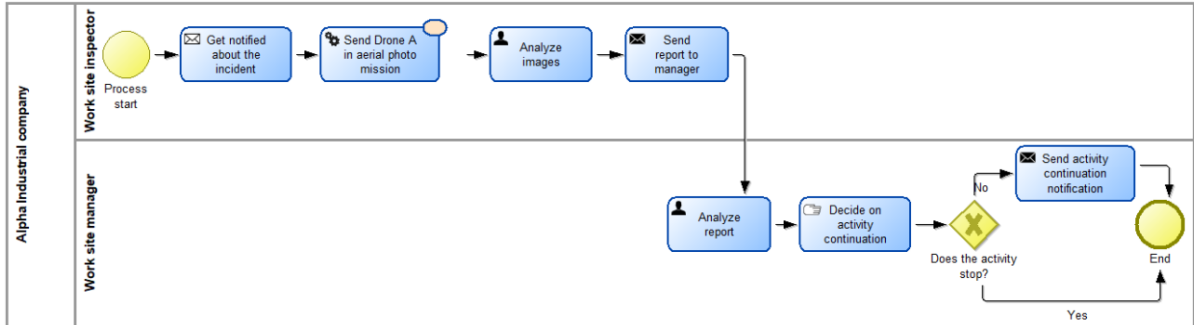 Alpha Industrial company
Work site inspector
Process
start
Get notified
about the
incident
Send Drone A
in aerial photo
mission
Analyze
images
Send
report to
manager
Work site manager
Analyze
report
Decide on
activity
continuation
Does the activity
stop?
No
Send activity
continuation
notification
End
Yes